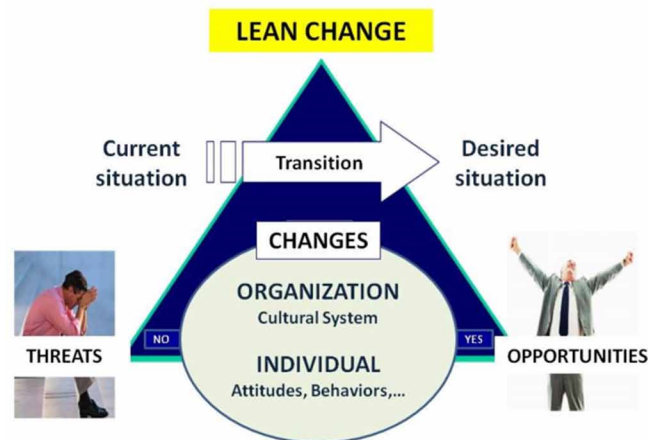 LEAN CHANGE
Current
situation
Transition
Desired
situation
CHANGES
ORGANIZATION
Cultural System
INDIVIDUAL
Attitudes, Behaviors,...
NO
YES
THREATS
OPPORTUNITIES